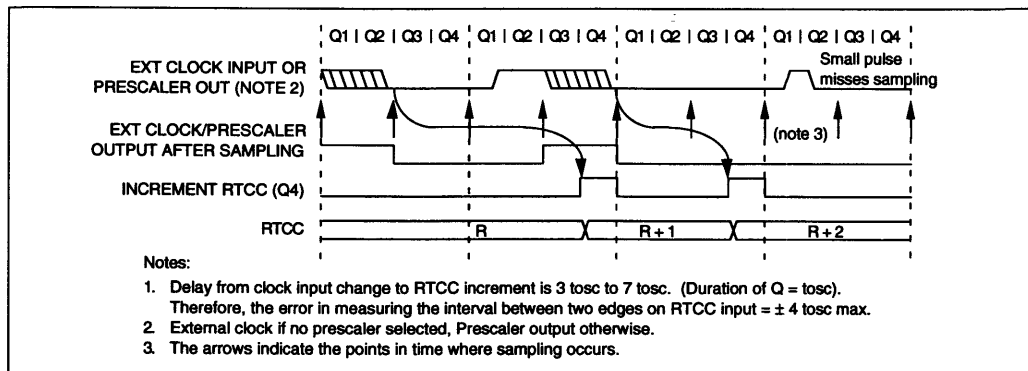 Q1 | Q2 | Q3 | Q4 Q1 | Q2 | Q3 | Q4 Q1 | Q2 | Q3 | Q4 Q1 | Q2 | Q3 | Q4
EXT CLOCK INPUT OR
PRESCALER OUT (NOTE 2)
Small pulse
misses sampling
EXT CLOCK/PRESCALER
OUTPUT AFTER SAMPLING
(note 3)
INCREMENT RTCC (Q4)
RTCC R R + 1 R + 2
Notes:
1. Delay from clock input change to RTCC increment is 3 tosc to 7 tosc. (Duration of Q = tosc).
Therefore, the error in measuring the interval between two edges on RTCC input = ± 4 tosc max.
2. External clock if no prescaler selected, Prescaler output otherwise.
3. The arrows indicate the points in time where sampling occurs.